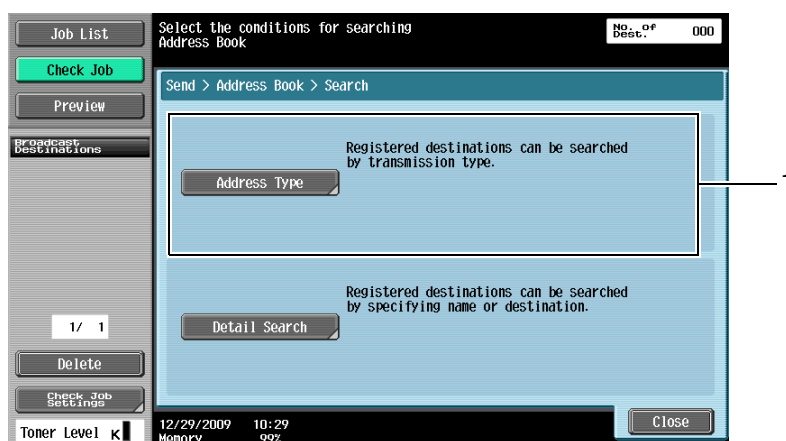 Job List
Check Job
Preview
Broadcast
Destinations
1/ 1
Delete
Check Job
Settings
Toner Level K
Select the conditions for searching
Address Book
No. of
Dest. 000
Send > Address Book > Search
Registered destinations can be searched
by transmission type.
Address Type
Registered destinations can be searched
by specifying name or destination.
Detail Search
12/29/2009 10:29
Memory 99%
Close